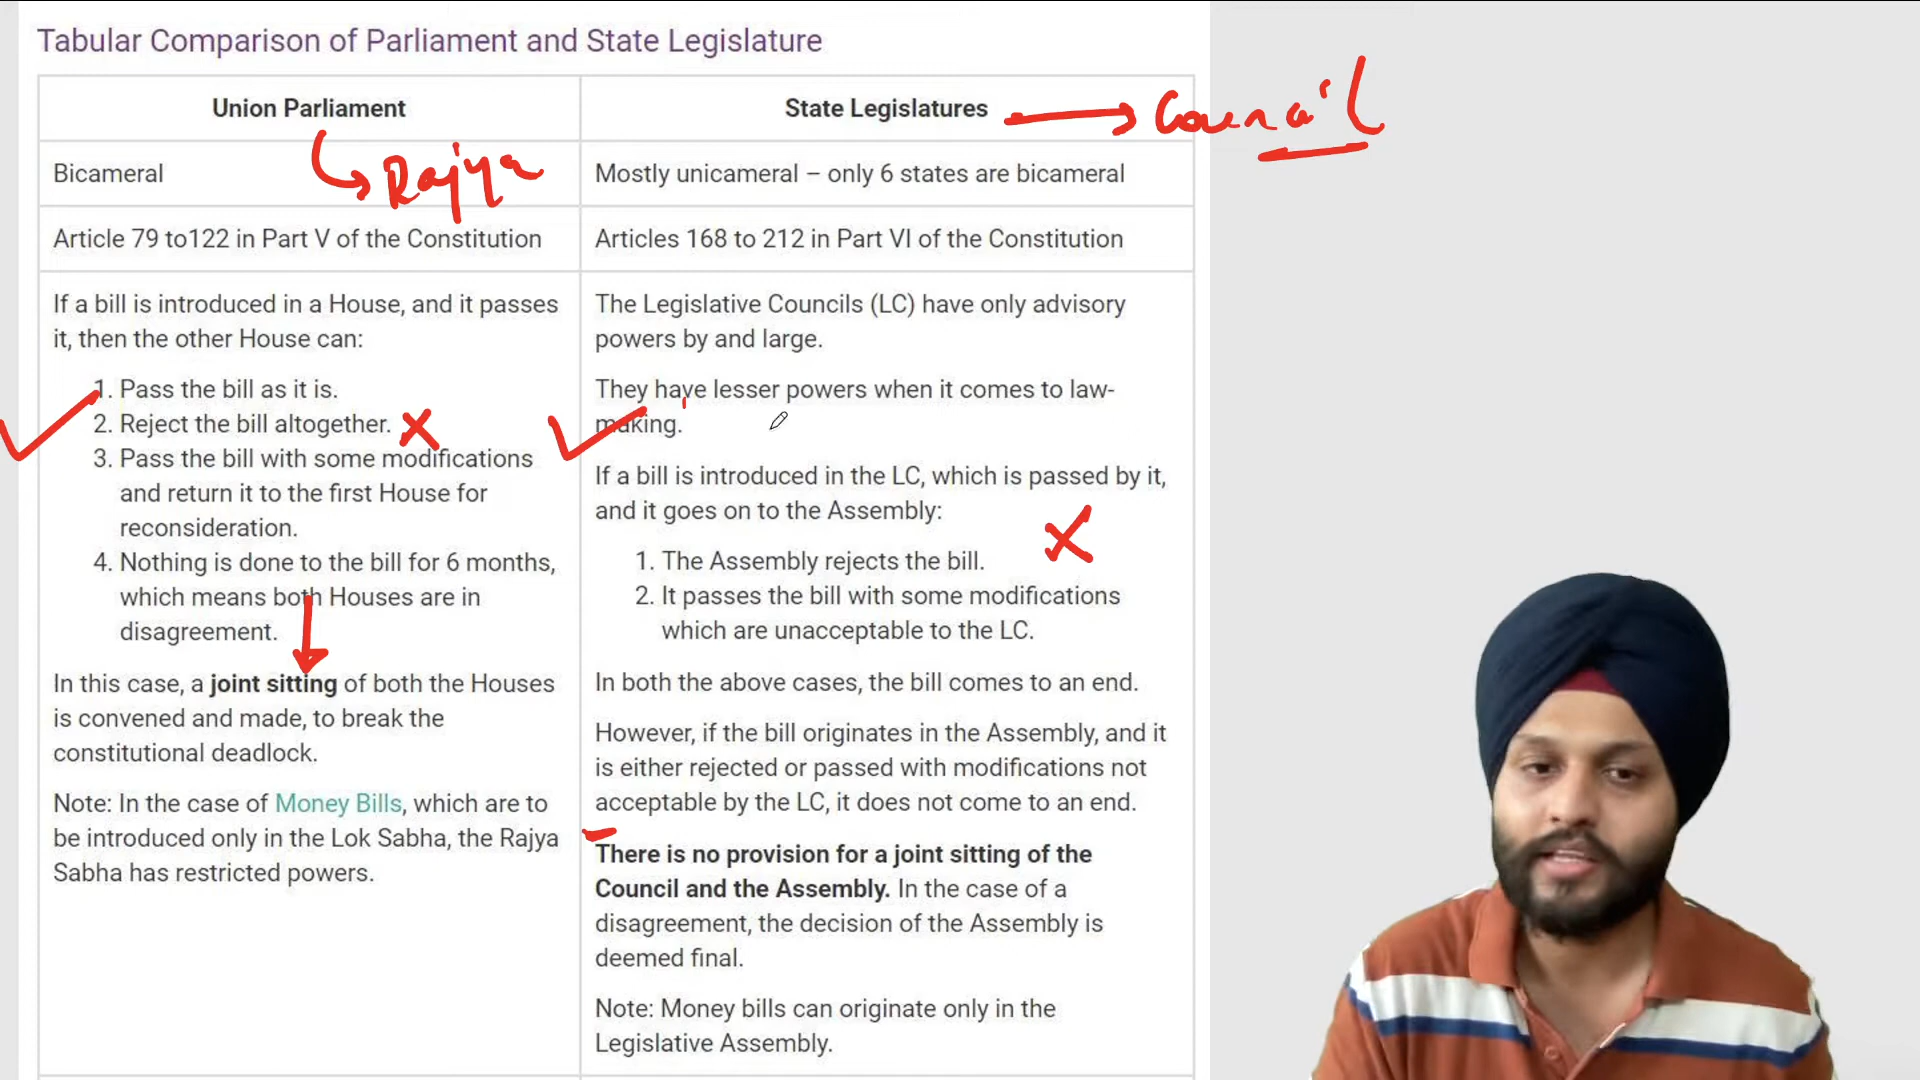 Tabular Comparison of Parliament and State Legislature
Union Parliament
State Legislatures
Council
Rajya
Bicameral
Mostly unicameral – only 6 states are bicameral
Article 79 to122 in Part V of the Constitution
Articles 168 to 212 in Part VI of the Constitution
If a bill is introduced in a House, and it passes
it, then the other House can:
1. Pass the bill as it is.
2. Reject the bill altogether.
3. Pass the bill with some modifications
and return it to the first House for
reconsideration.
4. Nothing is done to the bill for 6 months,
which means both Houses are in
disagreement.
In this case, a joint sitting of both the Houses
is convened and made, to break the
constitutional deadlock.
Note: In the case of Money Bills, which are to
be introduced only in the Lok Sabha, the Rajya
Sabha has restricted powers.
The Legislative Councils (LC) have only advisory
powers by and large.
They have lesser powers when it comes to law-
making.
If a bill is introduced in the LC, which is passed by it,
and it goes on to the Assembly:
1. The Assembly rejects the bill.
2. It passes the bill with some modifications
which are unacceptable to the LC.
In both the above cases, the bill comes to an end.
However, if the bill originates in the Assembly, and it
is either rejected or passed with modifications not
acceptable by the LC, it does not come to an end.
There is no provision for a joint sitting of the
Council and the Assembly. In the case of a
disagreement, the decision of the Assembly is
deemed final.
Note: Money bills can originate only in the
Legislative Assembly.